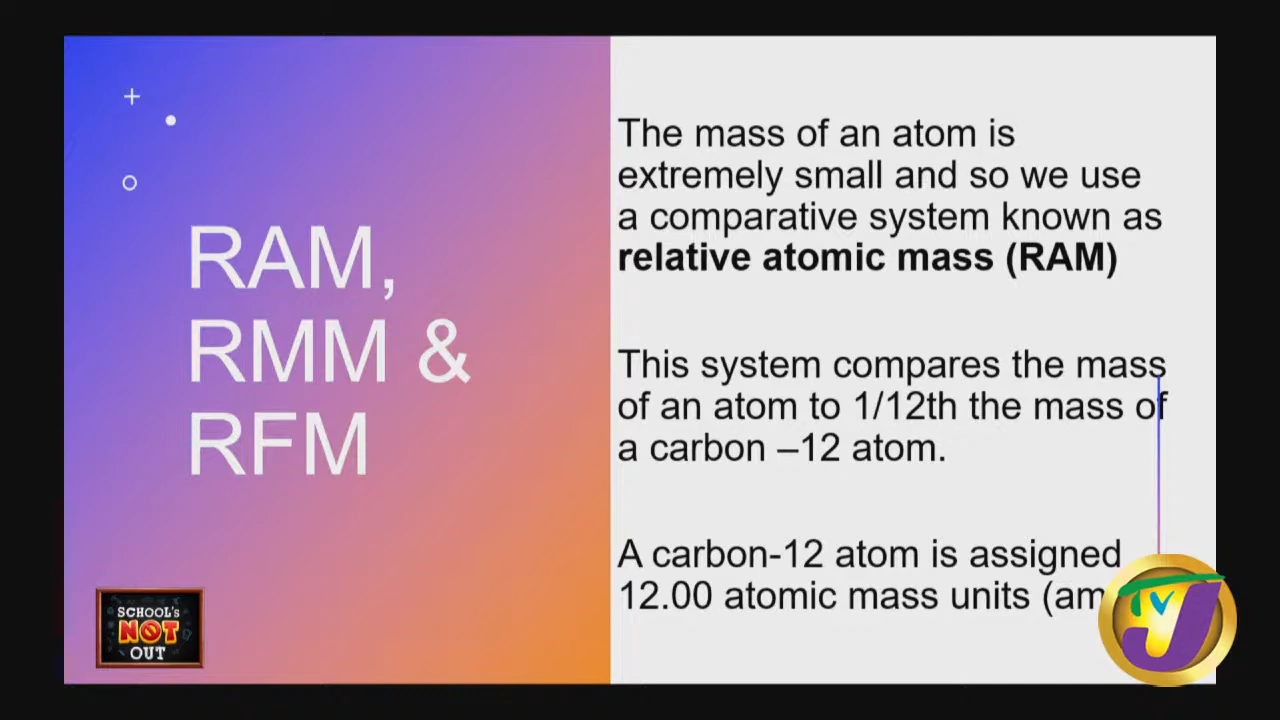 RAM,
RMM &
RFM
The mass of an atom is
extremely small and so we use
a comparative system known as
relative atomic mass (RAM)
This system compares the mass
of an atom to 1/12th the mass of
a carbon –12 atom.
A carbon-12 atom is assigned
12.00 atomic mass units (am
SCHOOL's
NOT
OUT
TVJ